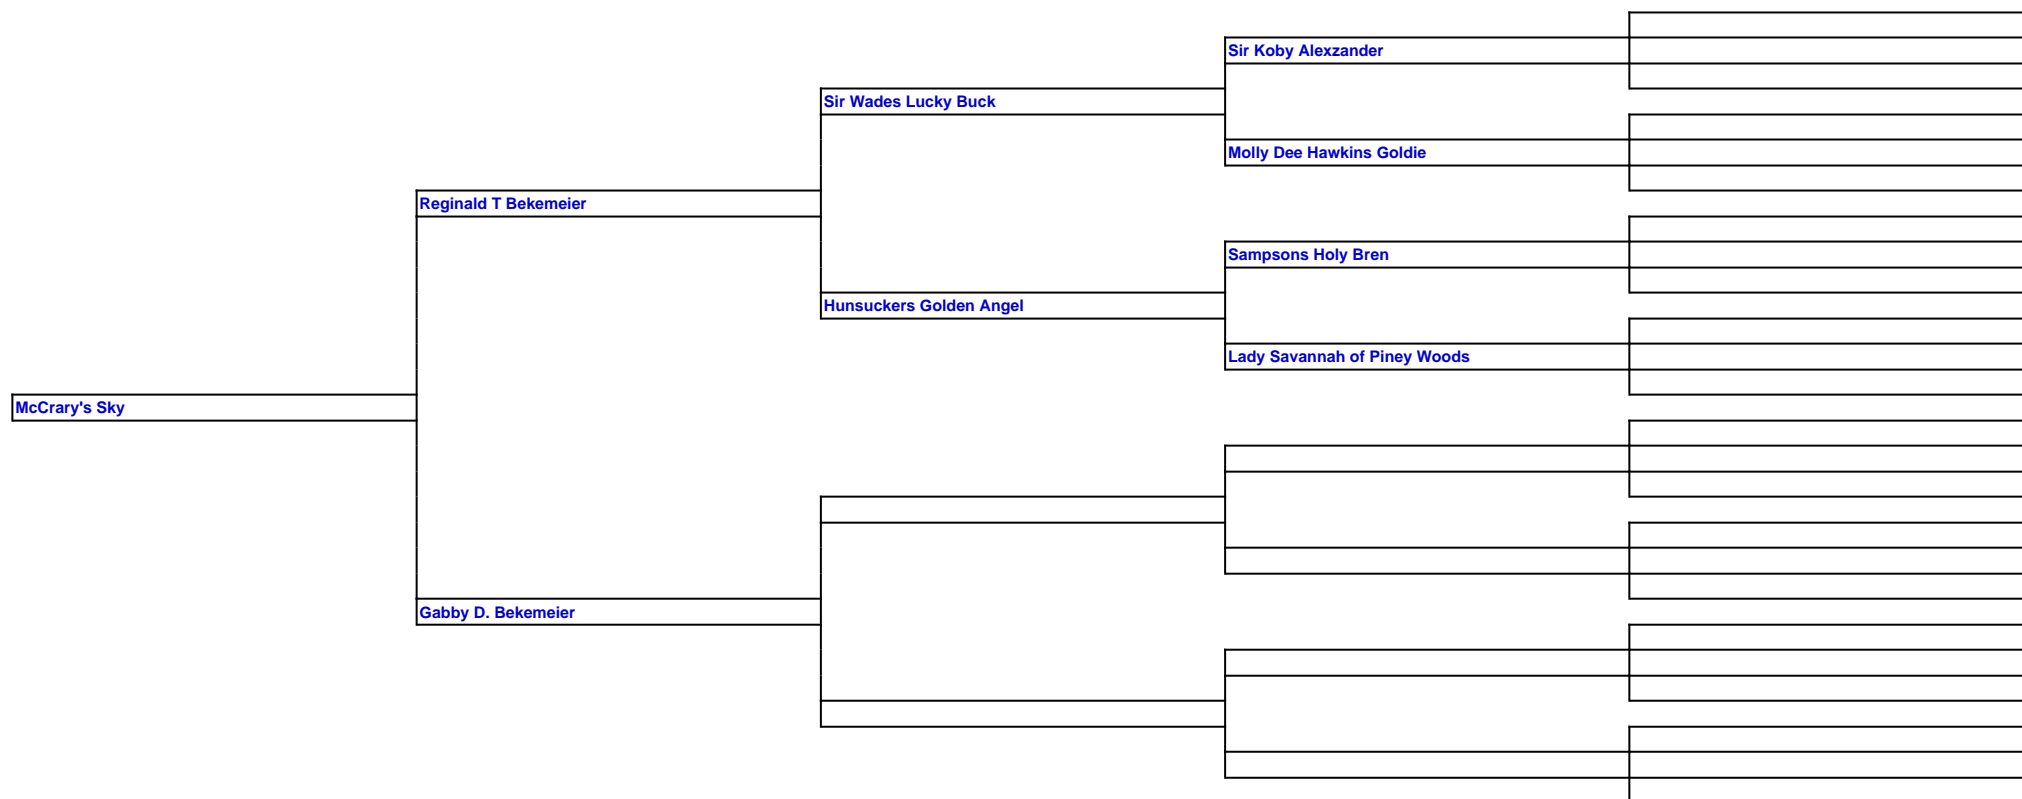 Sir Koby Alexzander
Sir Wades Lucky Buck
Molly Dee Hawkins Goldie
Reginald T Bekemeier
Sampsons Holy Bren
Hunsuckers Golden Angel
Lady Savannah of Piney Woods
McCrary's Sky
Gabby D. Bekemeier